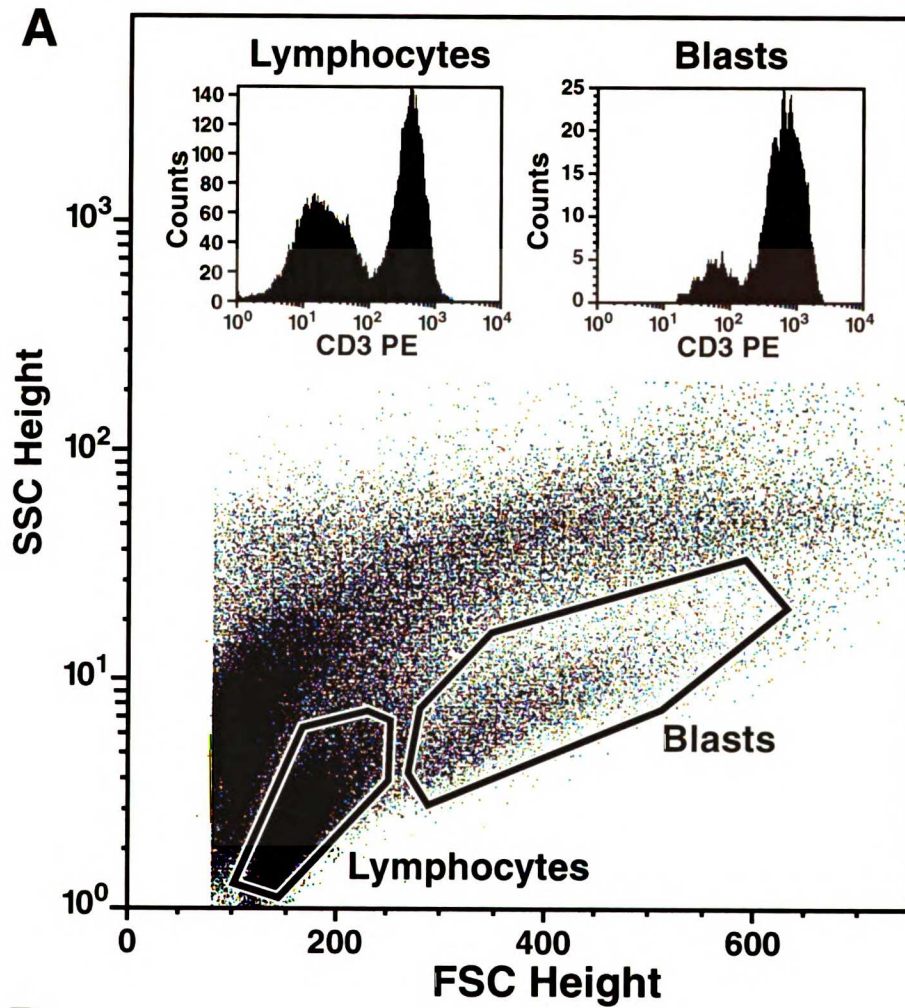 A
Lymphocytes
Blasts
140
120
100
80
60
40
20
0
Counts
10⁰ 10¹ 10² 10³ 10⁴
CD3 PE
25
20
15
10
5
0
Counts
10⁰ 10¹ 10² 10³ 10⁴
CD3 PE
SSC Height
10³
10²
10¹
10⁰
Blasts
Lymphocytes
0 200 400 600
FSC Height